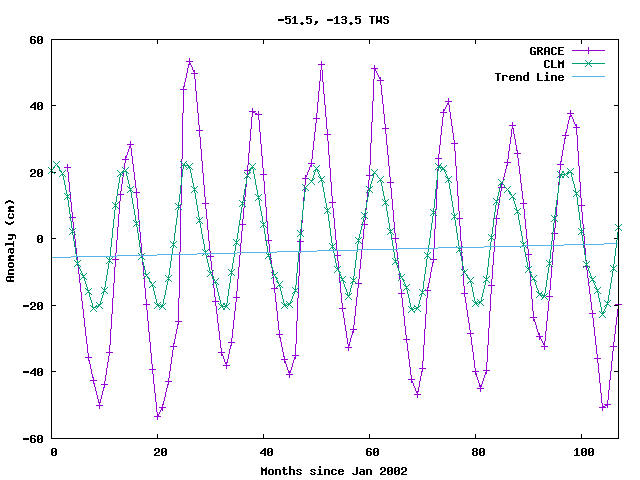 -51.5, -13.5 TWS
GRACE
CLM
Trend Line
60
40
20
0
-20
-40
-60
Anomaly (cm)
0 20 40 60 80 100
Months since Jan 2002